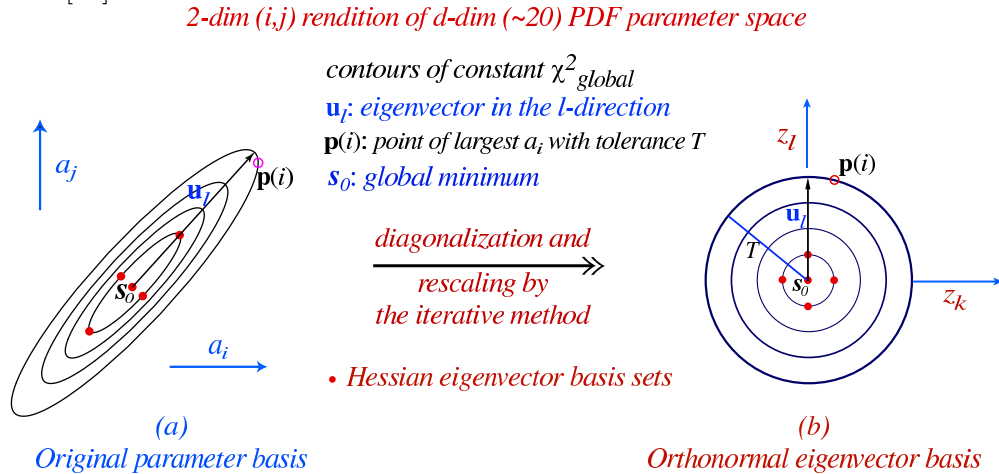 2-dim (i,j) rendition of d-dim (~20) PDF parameter space
contours of constant χ²global
uₗ: eigenvector in the l-direction
p(i): point of largest aᵢ with tolerance T
s₀: global minimum
aⱼ
p(i)
uₗ
s₀
aᵢ
diagonalization and
rescaling by
the iterative method
• Hessian eigenvector basis sets
zₗ
p(i)
uₗ
T
s₀
zₖ
(a)
Original parameter basis
(b)
Orthonormal eigenvector basis